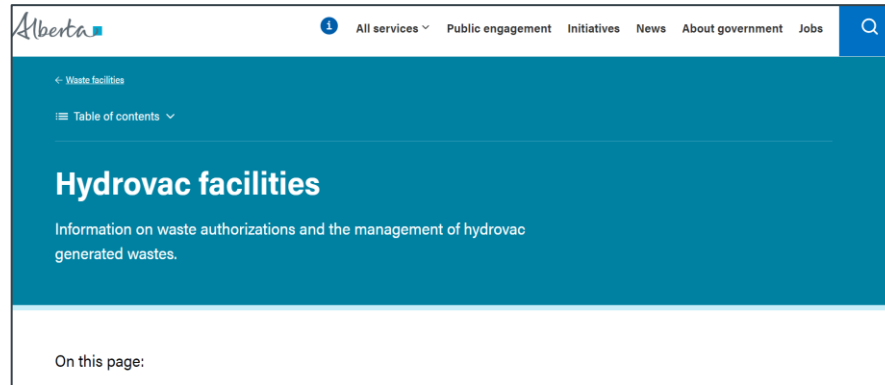 Alberta
i All services Public engagement Initiatives News About government Jobs
← Waste facilities
Table of contents
Hydrovac facilities
Information on waste authorizations and the management of hydrovac
generated wastes.
On this page: